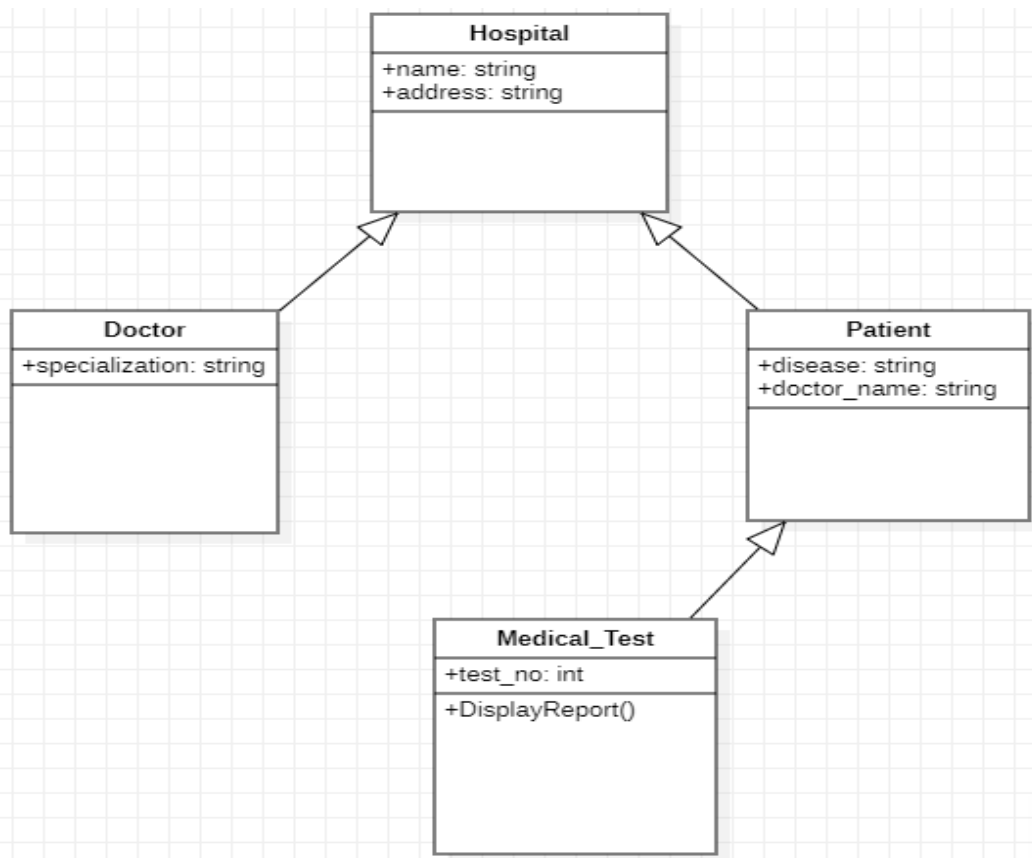 Hospital
+name: string
+address: string
Doctor
+specialization: string
Patient
+disease: string
+doctor_name: string
Medical_Test
+test_no: int
+DisplayReport()